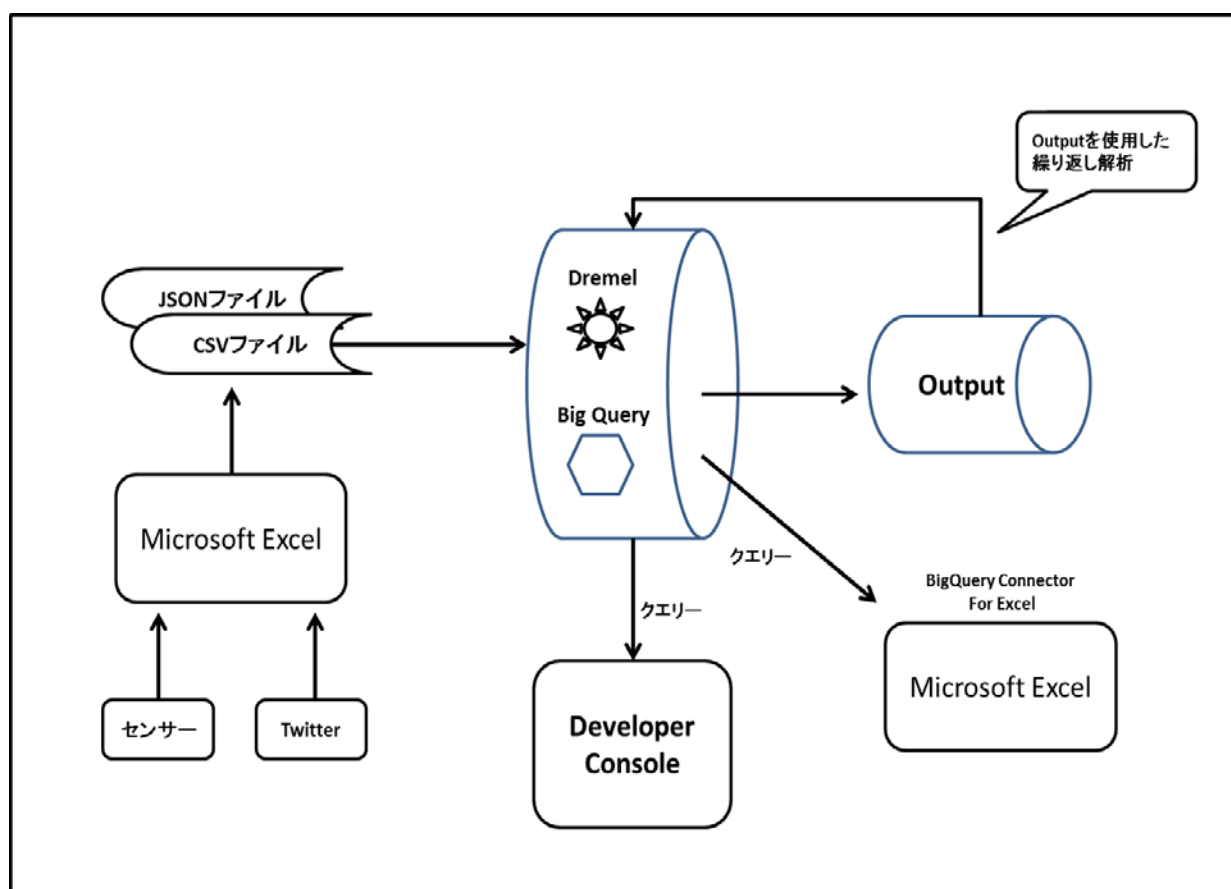 Outputを使用した
繰り返し解析
Dremel
JSONファイル
CSVファイル
Output
Big Query
Microsoft Excel
クエリー
クエリー
BigQuery Connector
For Excel
Microsoft Excel
センサー
Twitter
Developer
Console